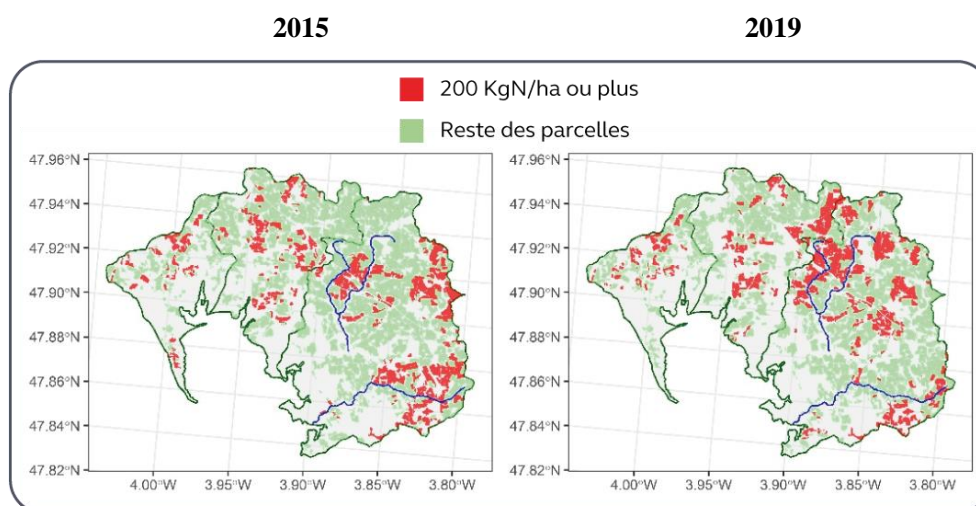 2015 2019
200 KgN/ha ou plus
Reste des parcelles
47.96°N 47.96°N
47.94°N 47.94°N
47.92°N 47.92°N
47.90°N 47.90°N
47.88°N 47.88°N
47.86°N 47.86°N
47.84°N 47.84°N
47.82°N 47.82°N
4.00°W 3.95°W 3.90°W 3.85°W 3.80°W 4.00°W 3.95°W 3.90°W 3.85°W 3.80°W